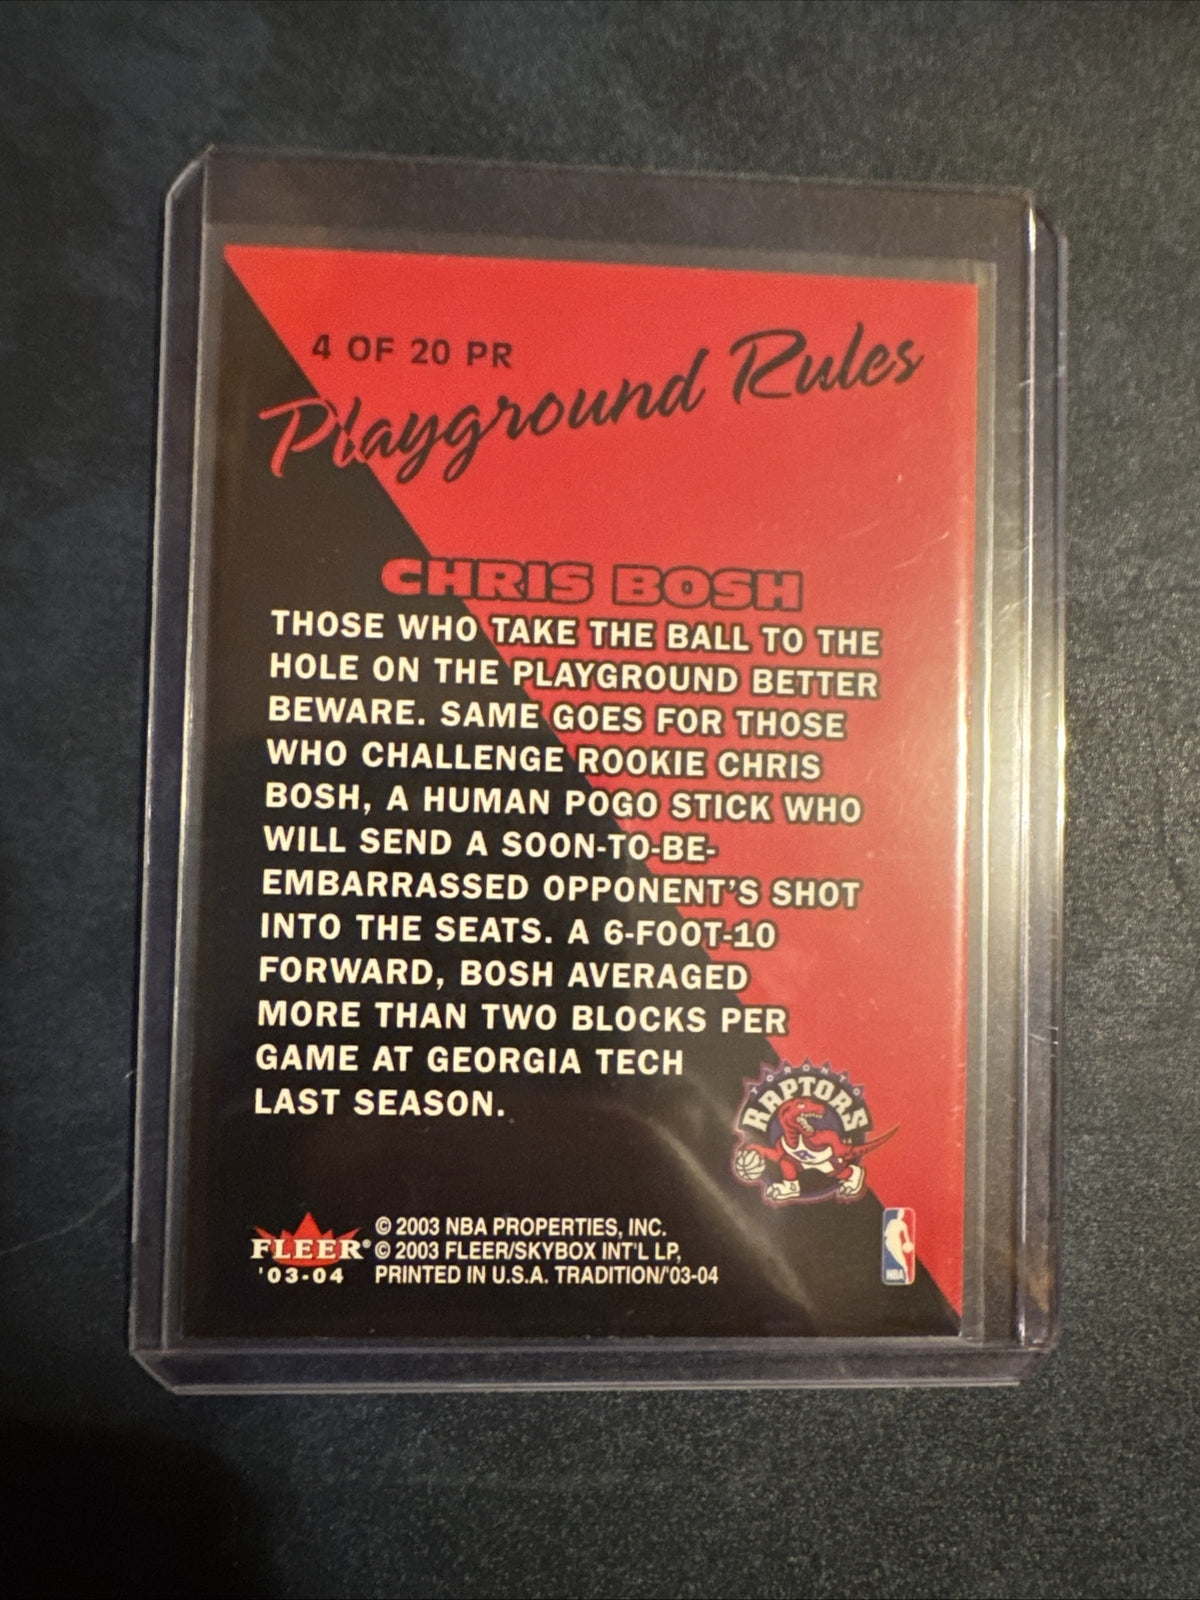 4 OF 20 PR
Playground Rules
CHRIS BOSH
THOSE WHO TAKE THE BALL TO THE
HOLE ON THE PLAYGROUND BETTER
BEWARE. SAME GOES FOR THOSE
WHO CHALLENGE ROOKIE CHRIS
BOSH, A HUMAN POGO STICK WHO
WILL SEND A SOON-TO-BE-
EMBARRASSED OPPONENT'S SHOT
INTO THE SEATS. A 6-FOOT-10
FORWARD, BOSH AVERAGED
MORE THAN TWO BLOCKS PER
GAME AT GEORGIA TECH
LAST SEASON.
TORONTO
RAPTORS
FLEER®
'03-04
© 2003 NBA PROPERTIES, INC.
© 2003 FLEER/SKYBOX INT'L LP,
PRINTED IN U.S.A. TRADITION/'03-04
NBA